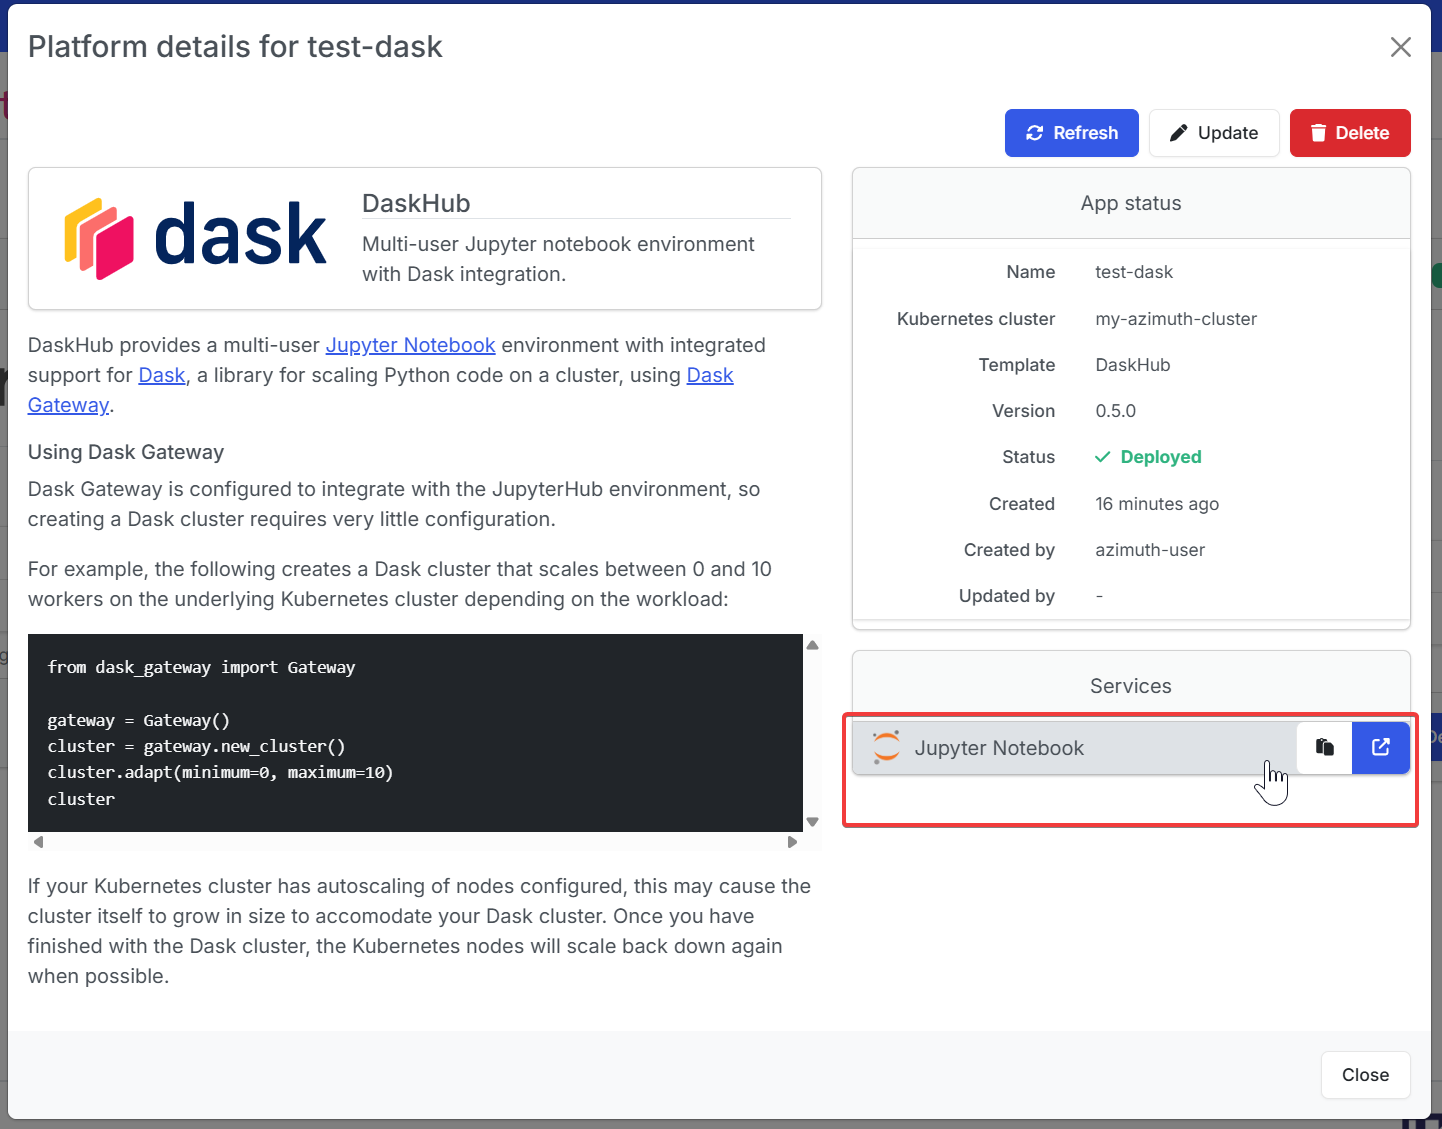 Platform details for test-dask
Refresh
Update
Delete
dask
DaskHub
Multi-user Jupyter notebook environment
with Dask integration.
DaskHub provides a multi-user Jupyter Notebook environment with integrated
support for Dask, a library for scaling Python code on a cluster, using Dask
Gateway.
Using Dask Gateway
Dask Gateway is configured to integrate with the JupyterHub environment, so
creating a Dask cluster requires very little configuration.
For example, the following creates a Dask cluster that scales between 0 and 10
workers on the underlying Kubernetes cluster depending on the workload:
from dask_gateway import Gateway
gateway = Gateway()
cluster = gateway.new_cluster()
cluster.adapt(minimum=0, maximum=10)
cluster
If your Kubernetes cluster has autoscaling of nodes configured, this may cause the
cluster itself to grow in size to accomodate your Dask cluster. Once you have
finished with the Dask cluster, the Kubernetes nodes will scale back down again
when possible.
App status
Name test-dask
Kubernetes cluster my-azimuth-cluster
Template DaskHub
Version 0.5.0
Status Deployed
Created 16 minutes ago
Created by azimuth-user
Updated by -
Services
Jupyter Notebook
Close